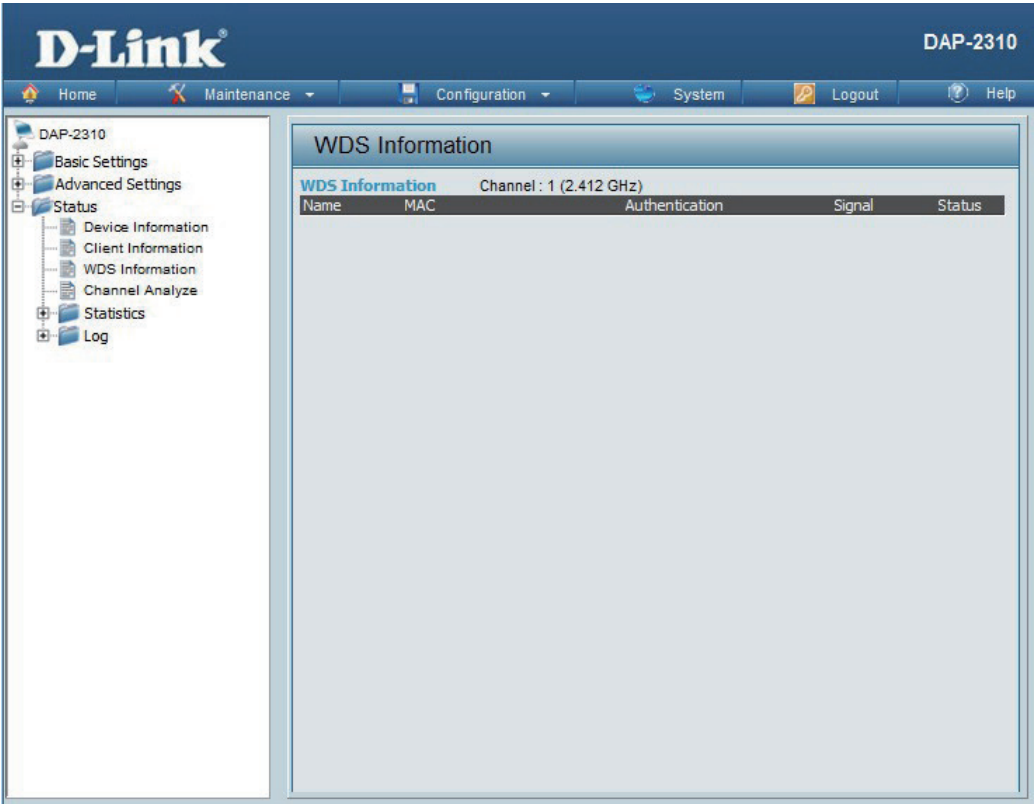 D-Link®
DAP-2310
Home Maintenance Configuration System Logout Help
DAP-2310
Basic Settings
Advanced Settings
Status
Device Information
Client Information
WDS Information
Channel Analyze
Statistics
Log
WDS Information
WDS Information Channel : 1 (2.412 GHz)
Name MAC Authentication Signal Status